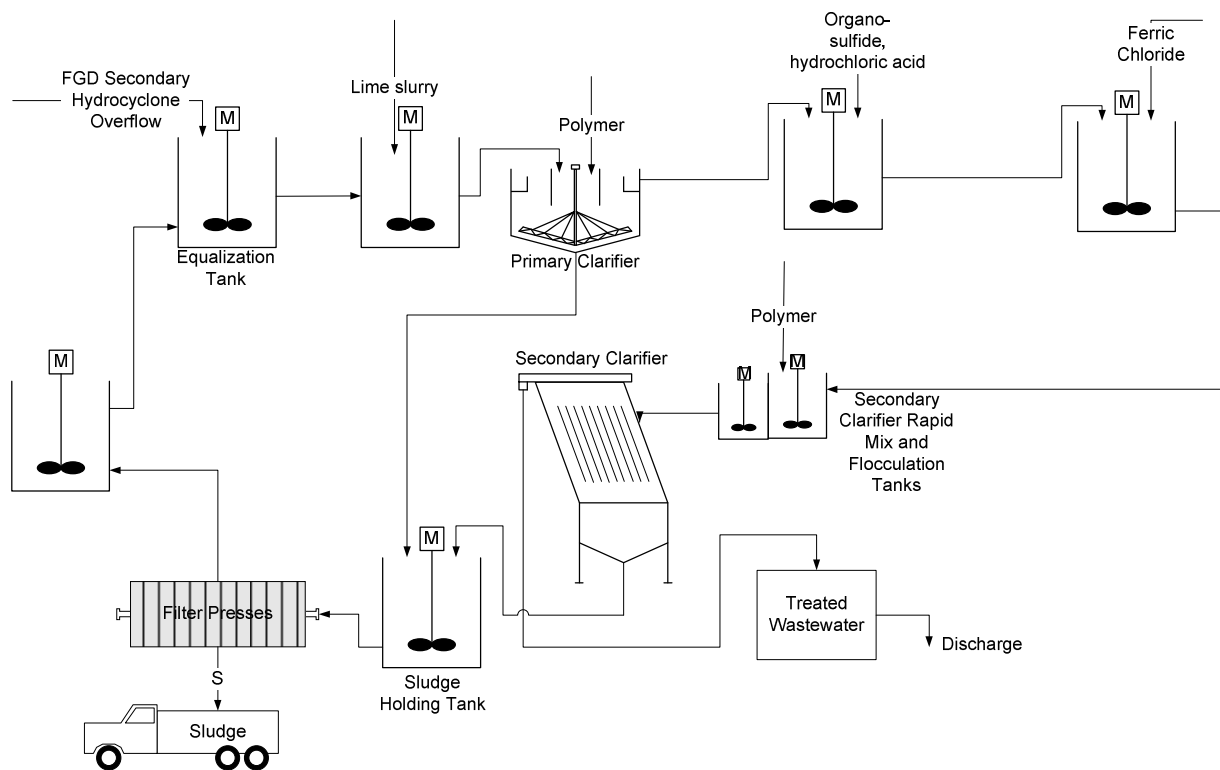 FGD Secondary
Hydrocyclone
Overflow
M
Lime slurry
M
Polymer
Organo-
sulfide,
hydrochloric acid
M
Ferric
Chloride
M
Equalization
Tank
Primary Clarifier
M
Secondary Clarifier
Polymer
M
M
Secondary
Clarifier Rapid
Mix and
Flocculation
Tanks
M
Filter Presses
Treated
Wastewater
Discharge
S
Sludge
Holding Tank
Sludge